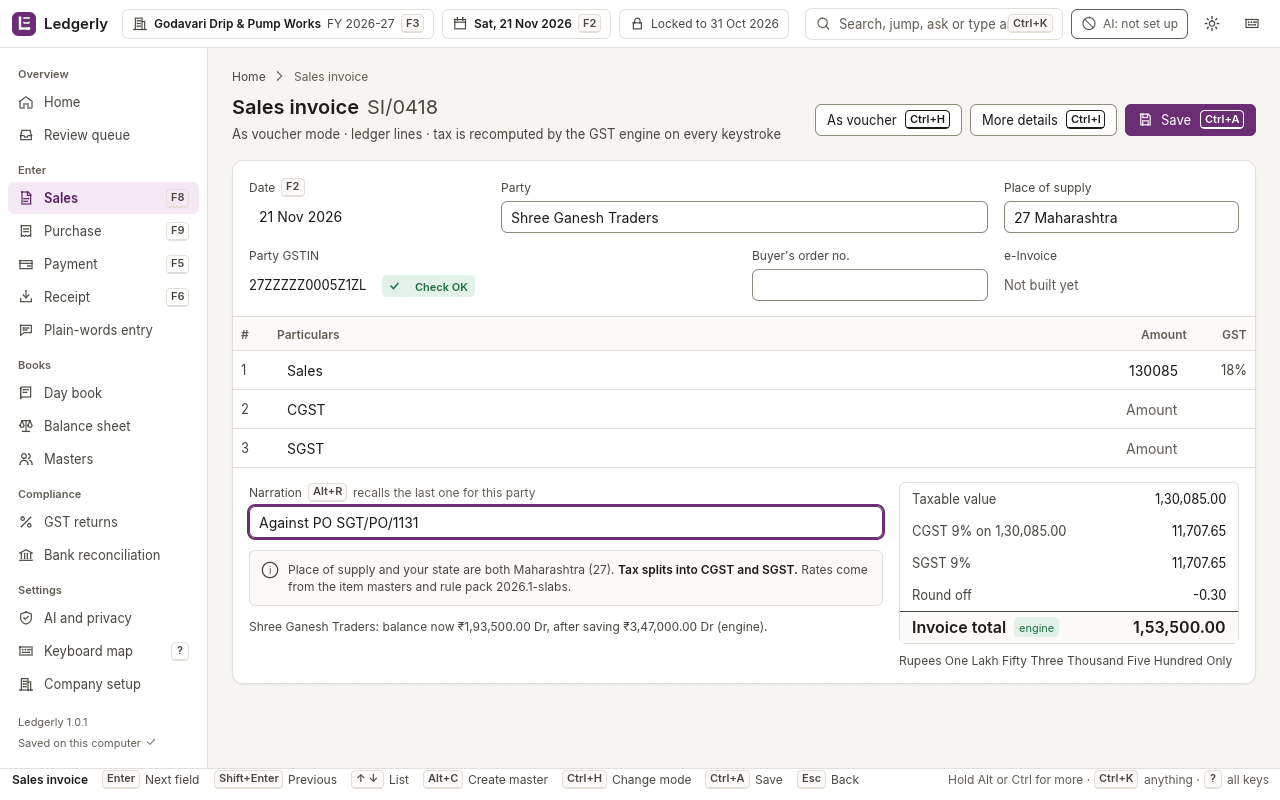 Ledgerly
Godavari Drip & Pump Works FY 2026-27 F3
Sat, 21 Nov 2026 F2
Locked to 31 Oct 2026
Search, jump, ask or type a Ctrl+K
AI: not set up
Overview
Home
Review queue
Enter
Sales F8
Purchase F9
Payment F5
Receipt F6
Plain-words entry
Books
Day book
Balance sheet
Masters
Compliance
GST returns
Bank reconciliation
Settings
AI and privacy
Keyboard map ?
Company setup
Ledgerly 1.0.1
Saved on this computer
Home Sales invoice
Sales invoice SI/0418
As voucher mode · ledger lines · tax is recomputed by the GST engine on every keystroke
As voucher Ctrl+H
More details Ctrl+I
Save Ctrl+A
Date F2
Party
Place of supply
21 Nov 2026
Shree Ganesh Traders
27 Maharashtra
Party GSTIN
Buyer's order no.
e-Invoice
27ZZZZZ0005Z1ZL Check OK
Not built yet
# Particulars Amount GST
1 Sales 130085 18%
2 CGST Amount
3 SGST Amount
Narration Alt+R recalls the last one for this party
Against PO SGT/PO/1131
Place of supply and your state are both Maharashtra (27). Tax splits into CGST and SGST. Rates come
from the item masters and rule pack 2026.1-slabs.
Shree Ganesh Traders: balance now ₹1,93,500.00 Dr, after saving ₹3,47,000.00 Dr (engine).
Taxable value 1,30,085.00
CGST 9% on 1,30,085.00 11,707.65
SGST 9% 11,707.65
Round off -0.30
Invoice total engine 1,53,500.00
Rupees One Lakh Fifty Three Thousand Five Hundred Only
Sales invoice Enter Next field Shift+Enter Previous ↑ ↓ List Alt+C Create master Ctrl+H Change mode Ctrl+A Save Esc Back
Hold Alt or Ctrl for more · Ctrl+K anything · ? all keys